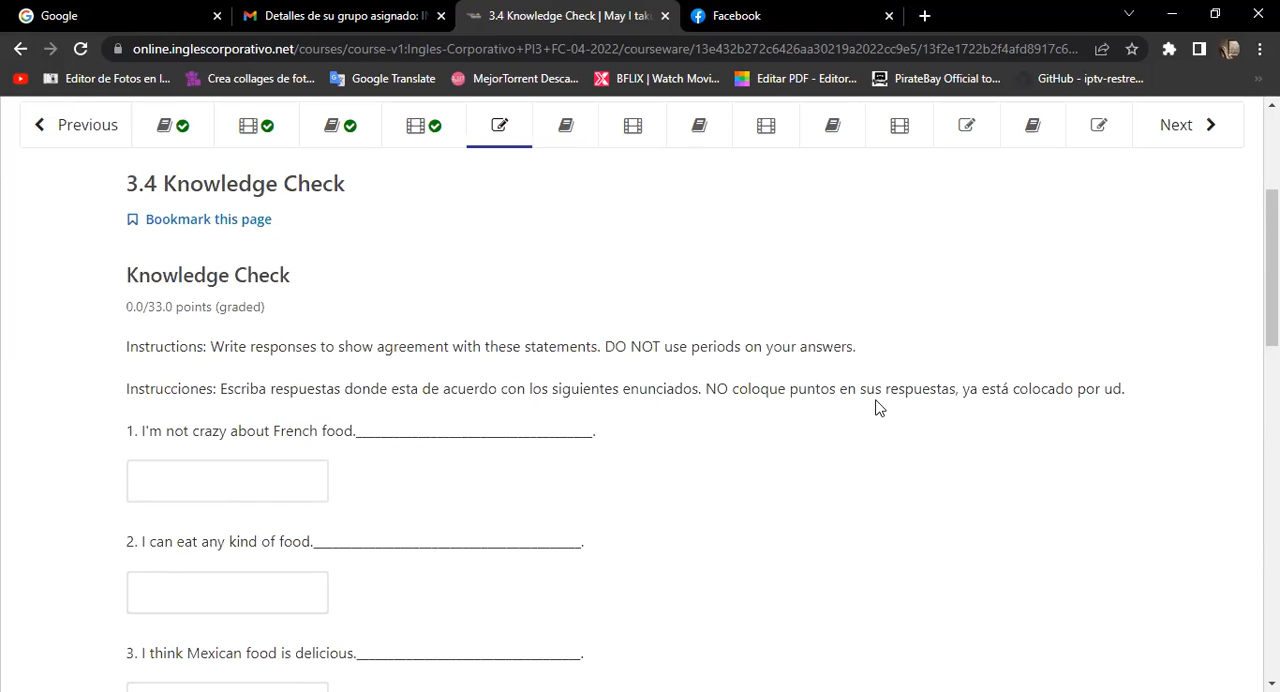 Google
Detalles de su grupo asignado: I
3.4 Knowledge Check | May I tak
Facebook
online.inglescorporativo.net/courses/course-v1:Ingles-Corporativo+PI3+FC-04-2022/courseware/13e432b272c6426aa30219a2022cc9e5/13f2e1722b2f4afd8917c6...
Editor de Fotos en l...
Crea collages de fot...
Google Translate
MejorTorrent Desca...
BFLIX | Watch Movi...
Editar PDF - Editor...
PirateBay Official to...
GitHub - iptv-restre...
Previous
Next
3.4 Knowledge Check
Bookmark this page
Knowledge Check
0.0/33.0 points (graded)
Instructions: Write responses to show agreement with these statements. DO NOT use periods on your answers.
Instrucciones: Escriba respuestas donde esta de acuerdo con los siguientes enunciados. NO coloque puntos en sus respuestas, ya está colocado por ud.
1. I'm not crazy about French food.______________________________.
2. I can eat any kind of food.__________________________________.
3. I think Mexican food is delicious.____________________________.